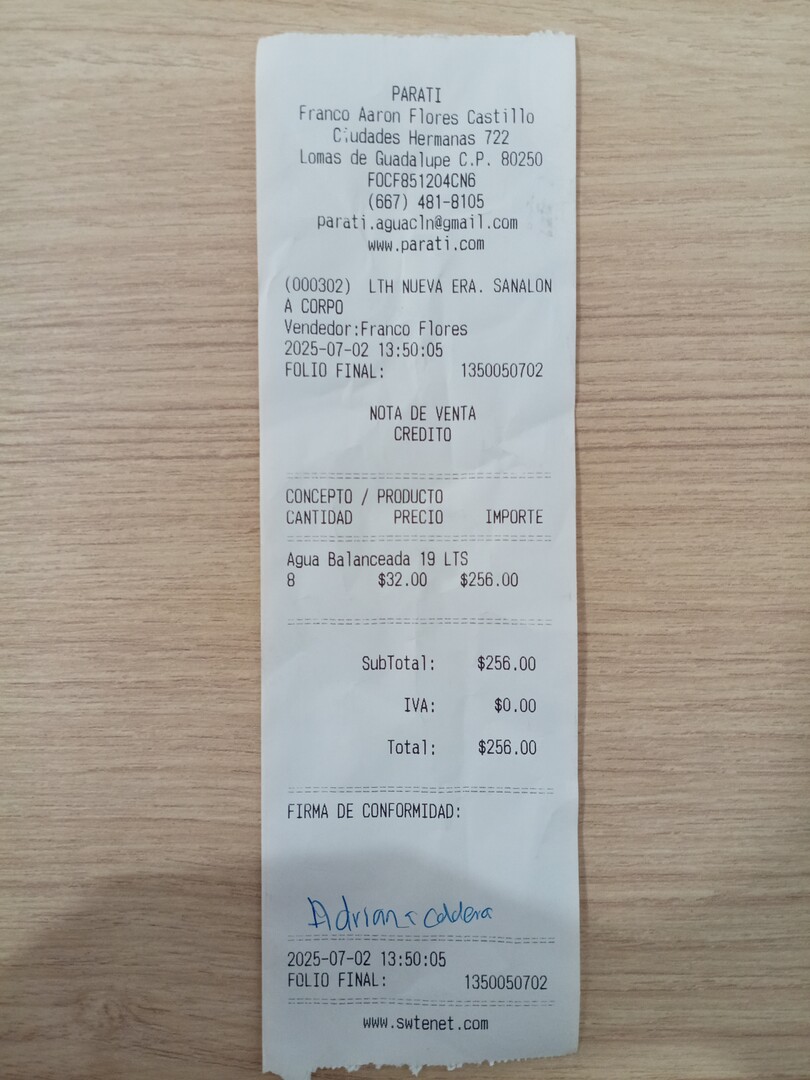 PARATI
Franco Aaron Flores Castillo
Ciudades Hermanas 722
Lomas de Guadalupe C.P. 80250
FOCF851204CN6
(667) 481-8105
parati.aguacln@gmail.com
www.parati.com
(000302) LTH NUEVA ERA. SANALON
A CORPO
Vendedor:Franco Flores
2025-07-02 13:50:05
FOLIO FINAL: 1350050702
NOTA DE VENTA
CREDITO
CONCEPTO / PRODUCTO
CANTIDAD PRECIO IMPORTE
Agua Balanceada 19 LTS
8 $32.00 $256.00
SubTotal: $256.00
IVA: $0.00
Total: $256.00
FIRMA DE CONFORMIDAD:
Adriana Caldera
2025-07-02 13:50:05
FOLIO FINAL: 1350050702
www.swtenet.com